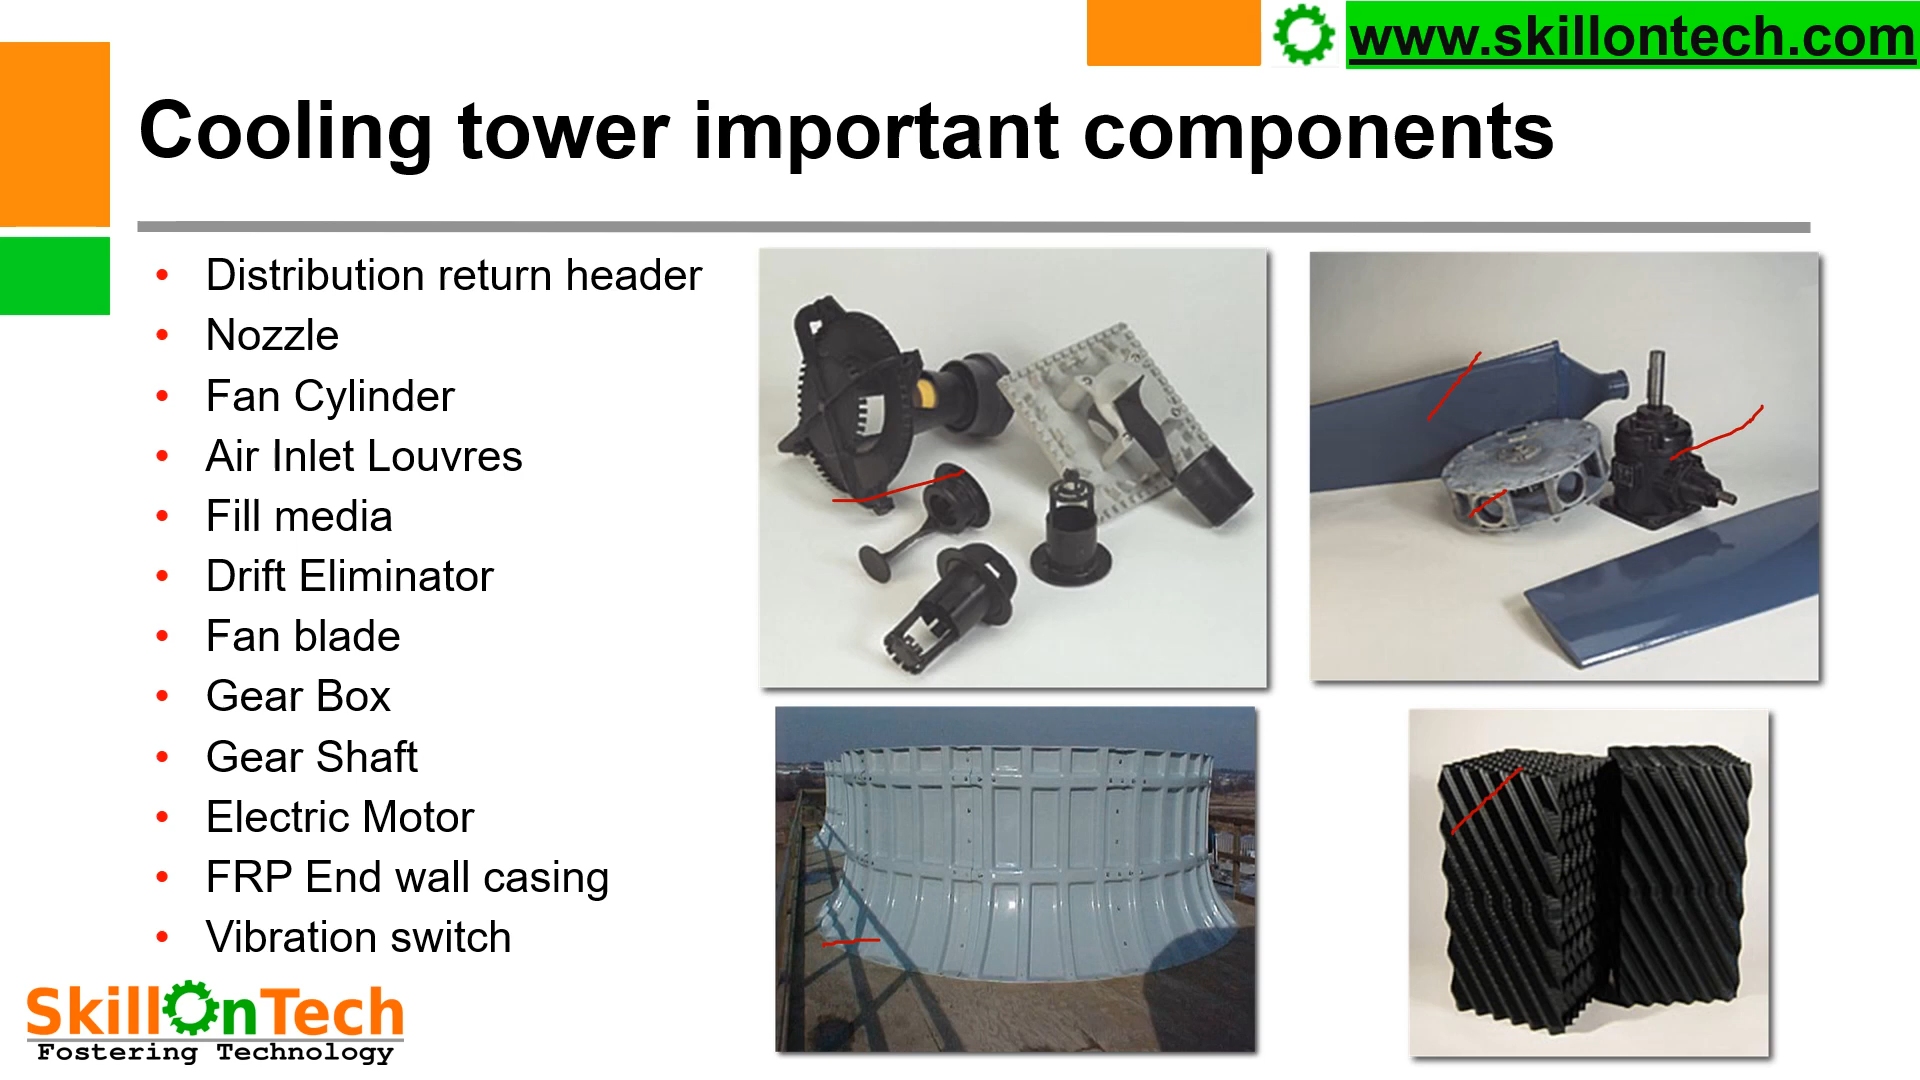 www.skillontech.com
Cooling tower important components
• Distribution return header
• Nozzle
• Fan Cylinder
• Air Inlet Louvres
• Fill media
• Drift Eliminator
• Fan blade
• Gear Box
• Gear Shaft
• Electric Motor
• FRP End wall casing
• Vibration switch
SkillOnTech
Fostering Technology